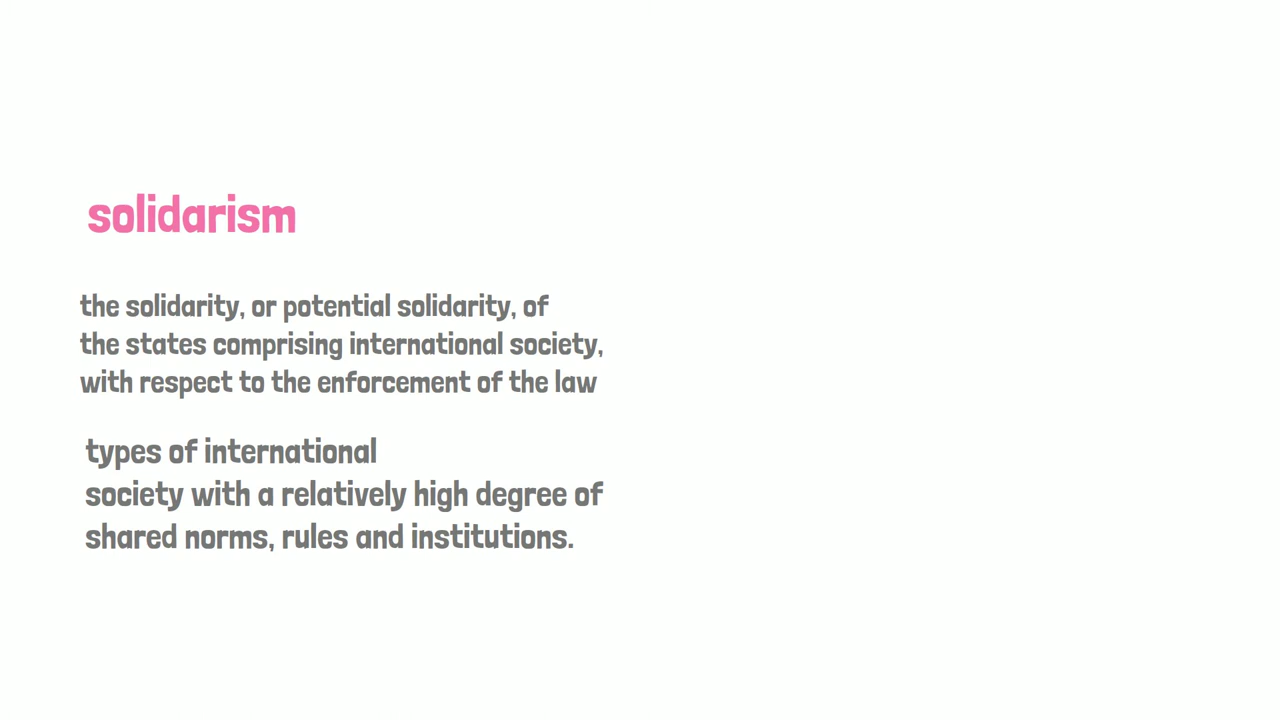 solidarism
the solidarity, or potential solidarity, of
the states comprising international society,
with respect to the enforcement of the law
types of international
society with a relatively high degree of
shared norms, rules and institutions.